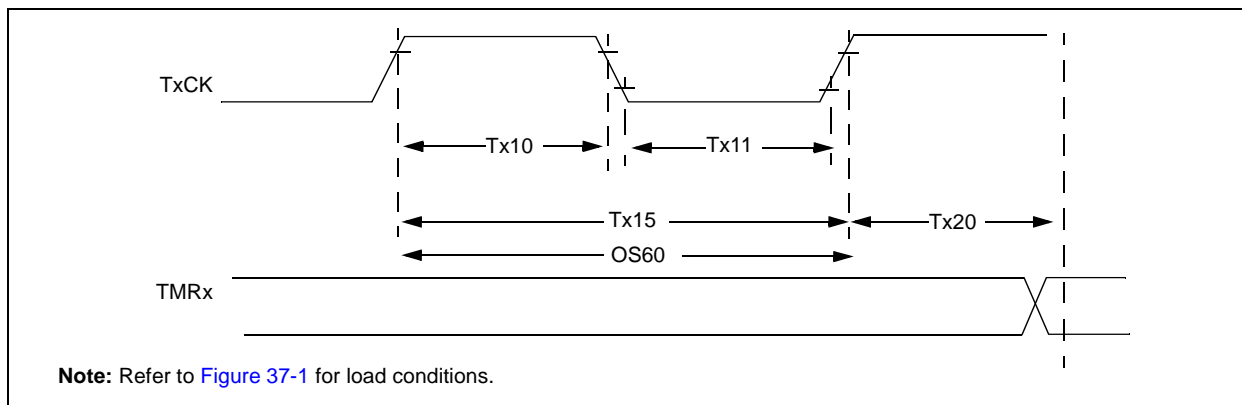 TxCK
Tx10
Tx11
Tx15
Tx20
OS60
TMRx
Note: Refer to Figure 37-1 for load conditions.